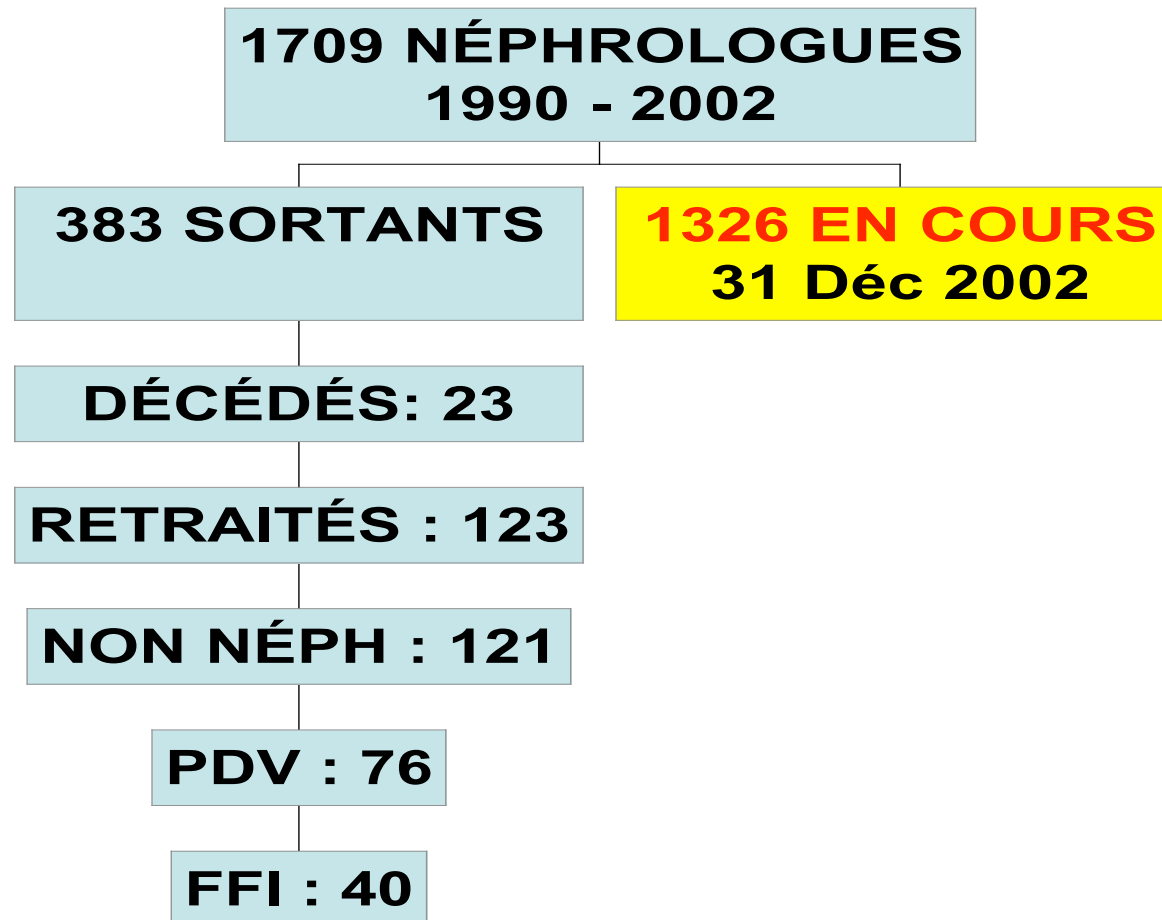 1709 NÉPHROLOGUES
1990 - 2002
383 SORTANTS
1326 EN COURS
31 Déc 2002
DÉCÉDÉS: 23
RETRAITÉS : 123
NON NÉPH : 121
PDV : 76
FFI : 40